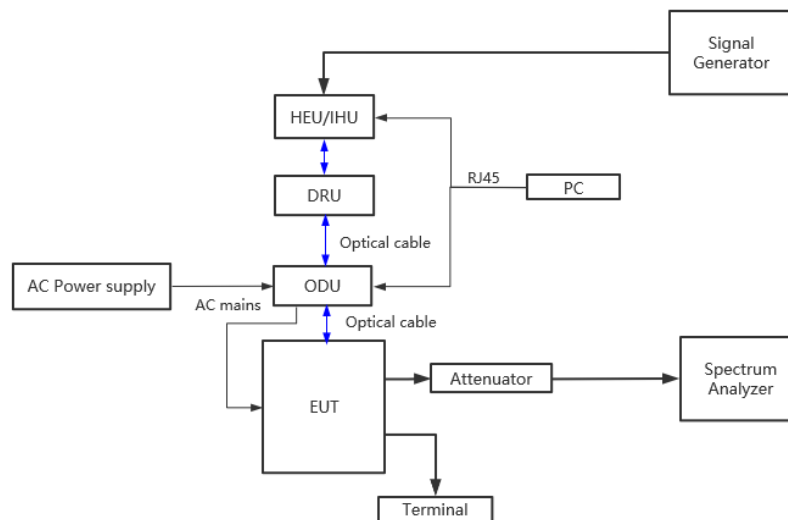 Signal
Generator
HEU/IHU
RJ45
PC
DRU
Optical cable
AC Power supply
AC mains
ODU
Optical cable
EUT
Attenuator
Spectrum
Analyzer
Terminal